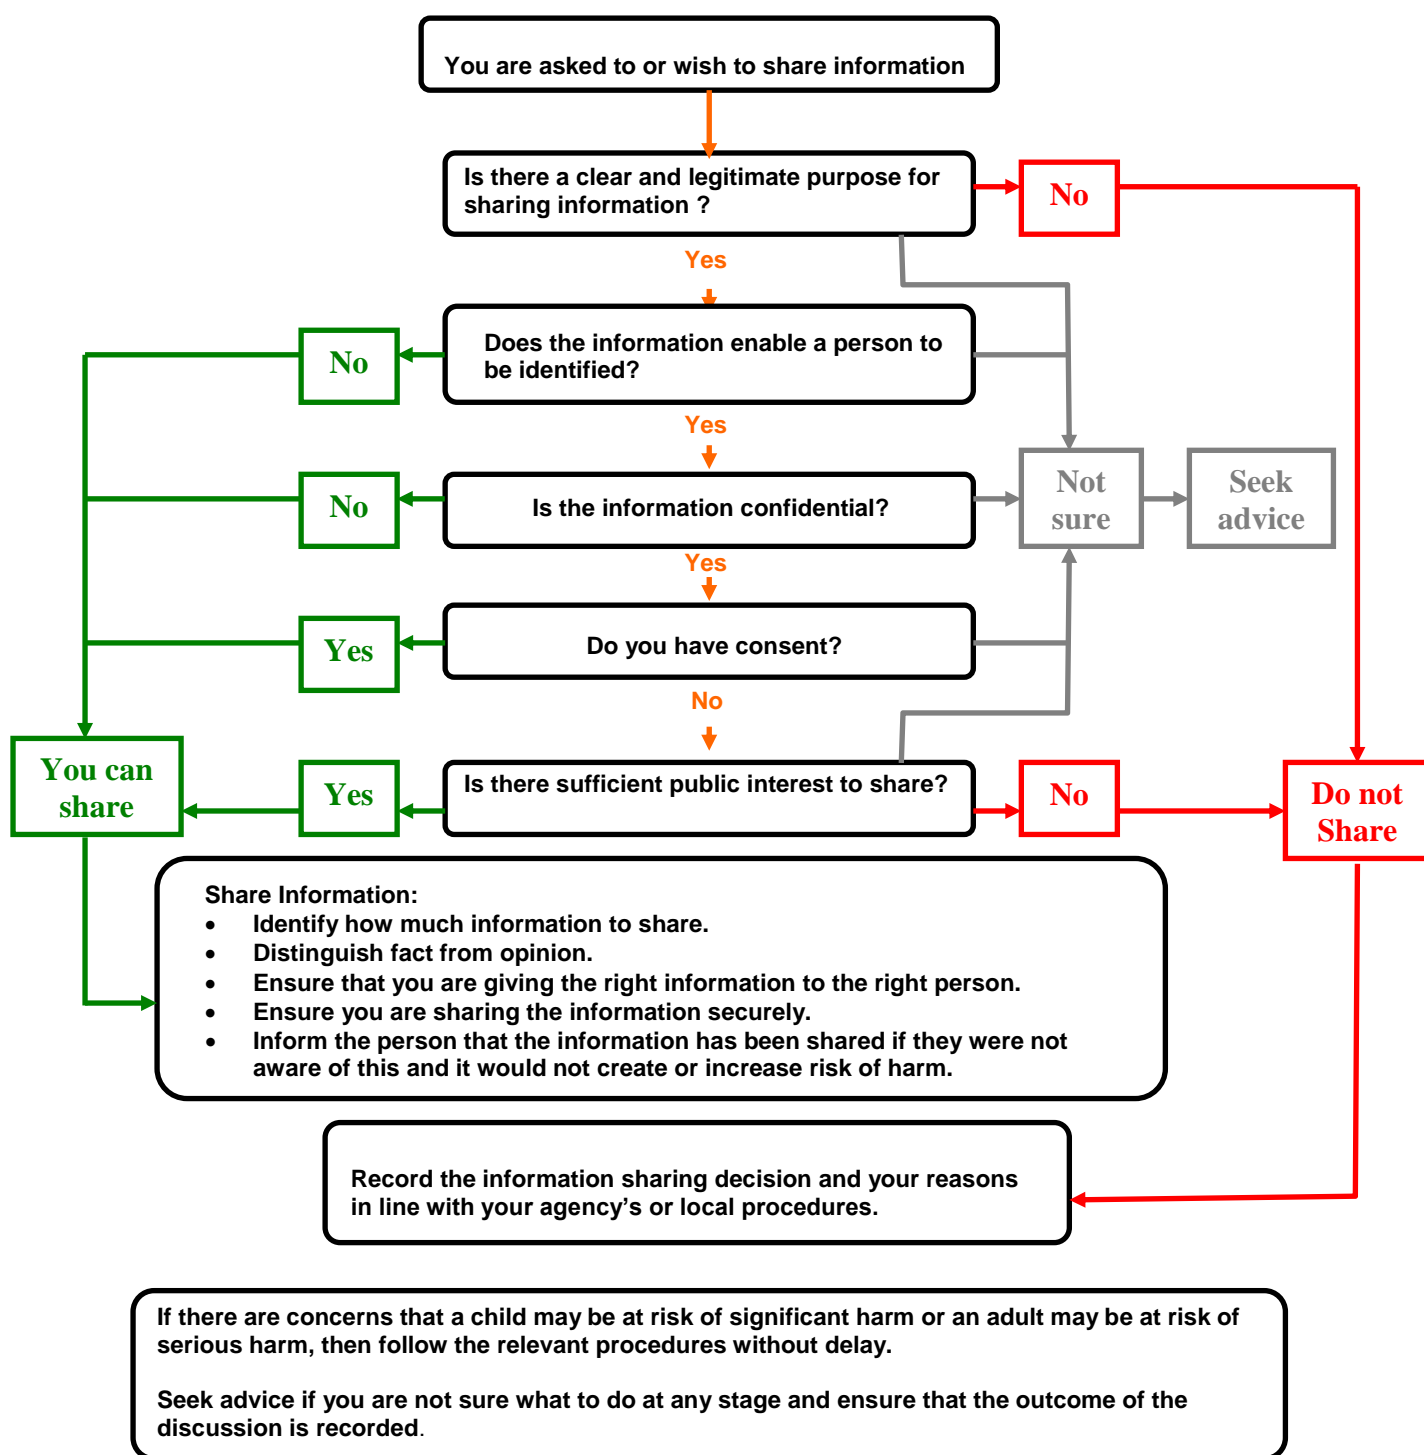 You are asked to or wish to share information
Is there a clear and legitimate purpose for
sharing information ?
No
Yes
Does the information enable a person to
be identified?
No
Yes
Is the information confidential?
No
Not
sure
Seek
advice
Yes
Do you have consent?
Yes
No
You can
share
Yes
Is there sufficient public interest to share?
No
Do not
Share
Share Information:
• Identify how much information to share.
• Distinguish fact from opinion.
• Ensure that you are giving the right information to the right person.
• Ensure you are sharing the information securely.
• Inform the person that the information has been shared if they were not
aware of this and it would not create or increase risk of harm.
Record the information sharing decision and your reasons
in line with your agency’s or local procedures.
If there are concerns that a child may be at risk of significant harm or an adult may be at risk of
serious harm, then follow the relevant procedures without delay.
Seek advice if you are not sure what to do at any stage and ensure that the outcome of the
discussion is recorded.